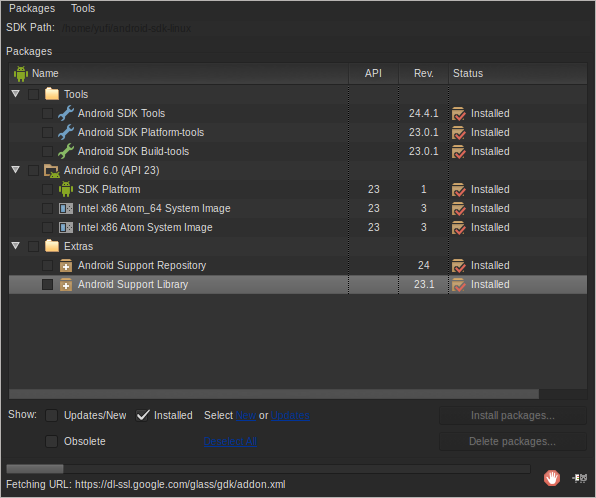 Packages Tools
SDK Path: /home/yufi/android-sdk-linux
Packages
Name API Rev. Status
Tools
Android SDK Tools 24.4.1 Installed
Android SDK Platform-tools 23.0.1 Installed
Android SDK Build-tools 23.0.1 Installed
Android 6.0 (API 23)
SDK Platform 23 1 Installed
Intel x86 Atom_64 System Image 23 3 Installed
Intel x86 Atom System Image 23 3 Installed
Extras
Android Support Repository 24 Installed
Android Support Library 23.1 Installed
Show: Updates/New Installed Select New or Updates Install packages...
Obsolete Deselect All Delete packages...
Fetching URL: https://dl-ssl.google.com/glass/gdk/addon.xml